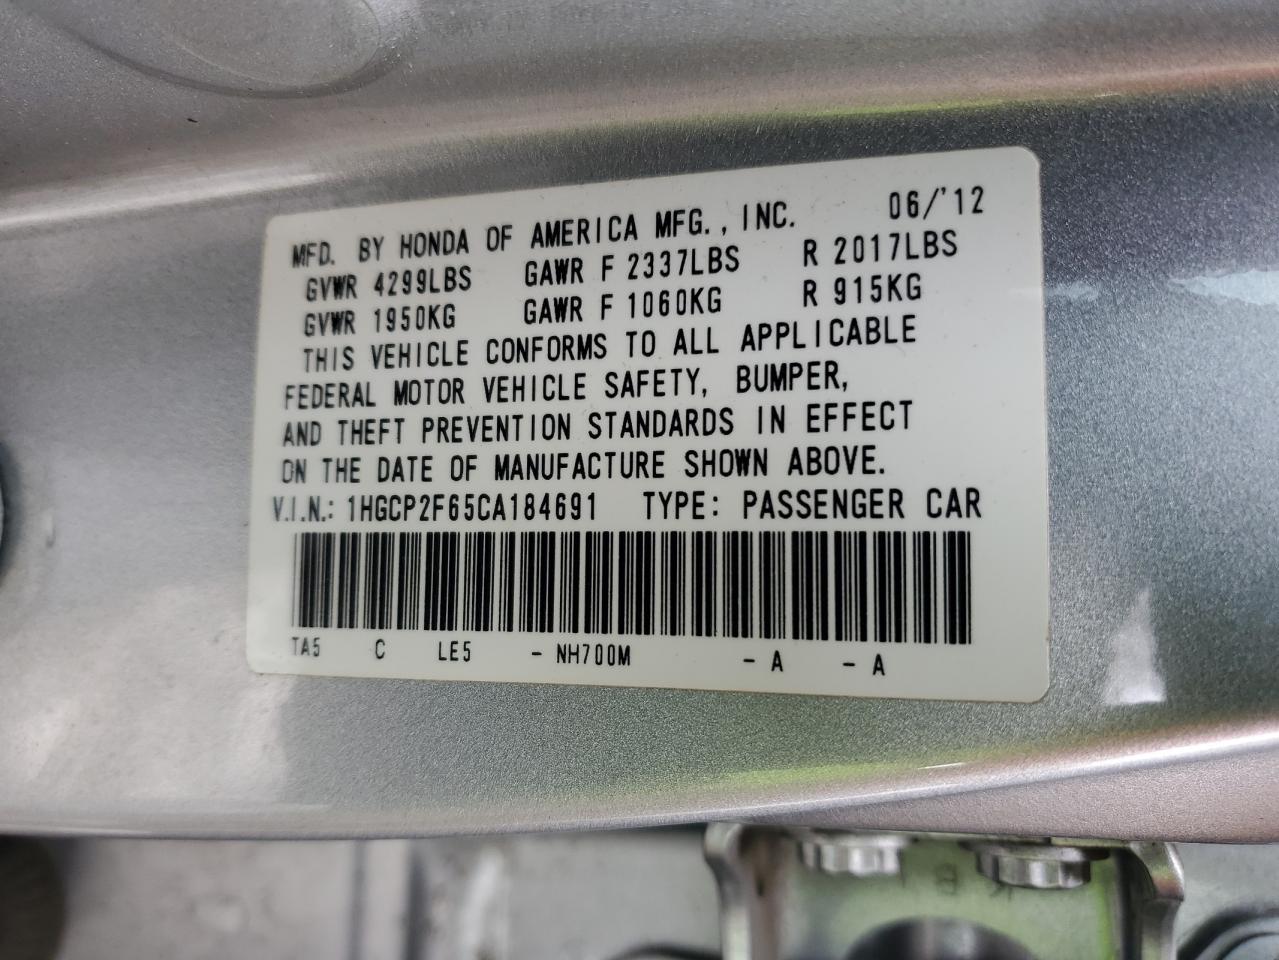 MFD. BY HONDA OF AMERICA MFG., INC. 06/'12
GVWR 4299LBS GAWR F 2337LBS R 2017LBS
GVWR 1950KG GAWR F 1060KG R 915KG
THIS VEHICLE CONFORMS TO ALL APPLICABLE
FEDERAL MOTOR VEHICLE SAFETY, BUMPER,
AND THEFT PREVENTION STANDARDS IN EFFECT
ON THE DATE OF MANUFACTURE SHOWN ABOVE.
V.I.N.: 1HGCP2F65CA184691 TYPE: PASSENGER CAR
TA5 C LE5 - NH700M - A - A